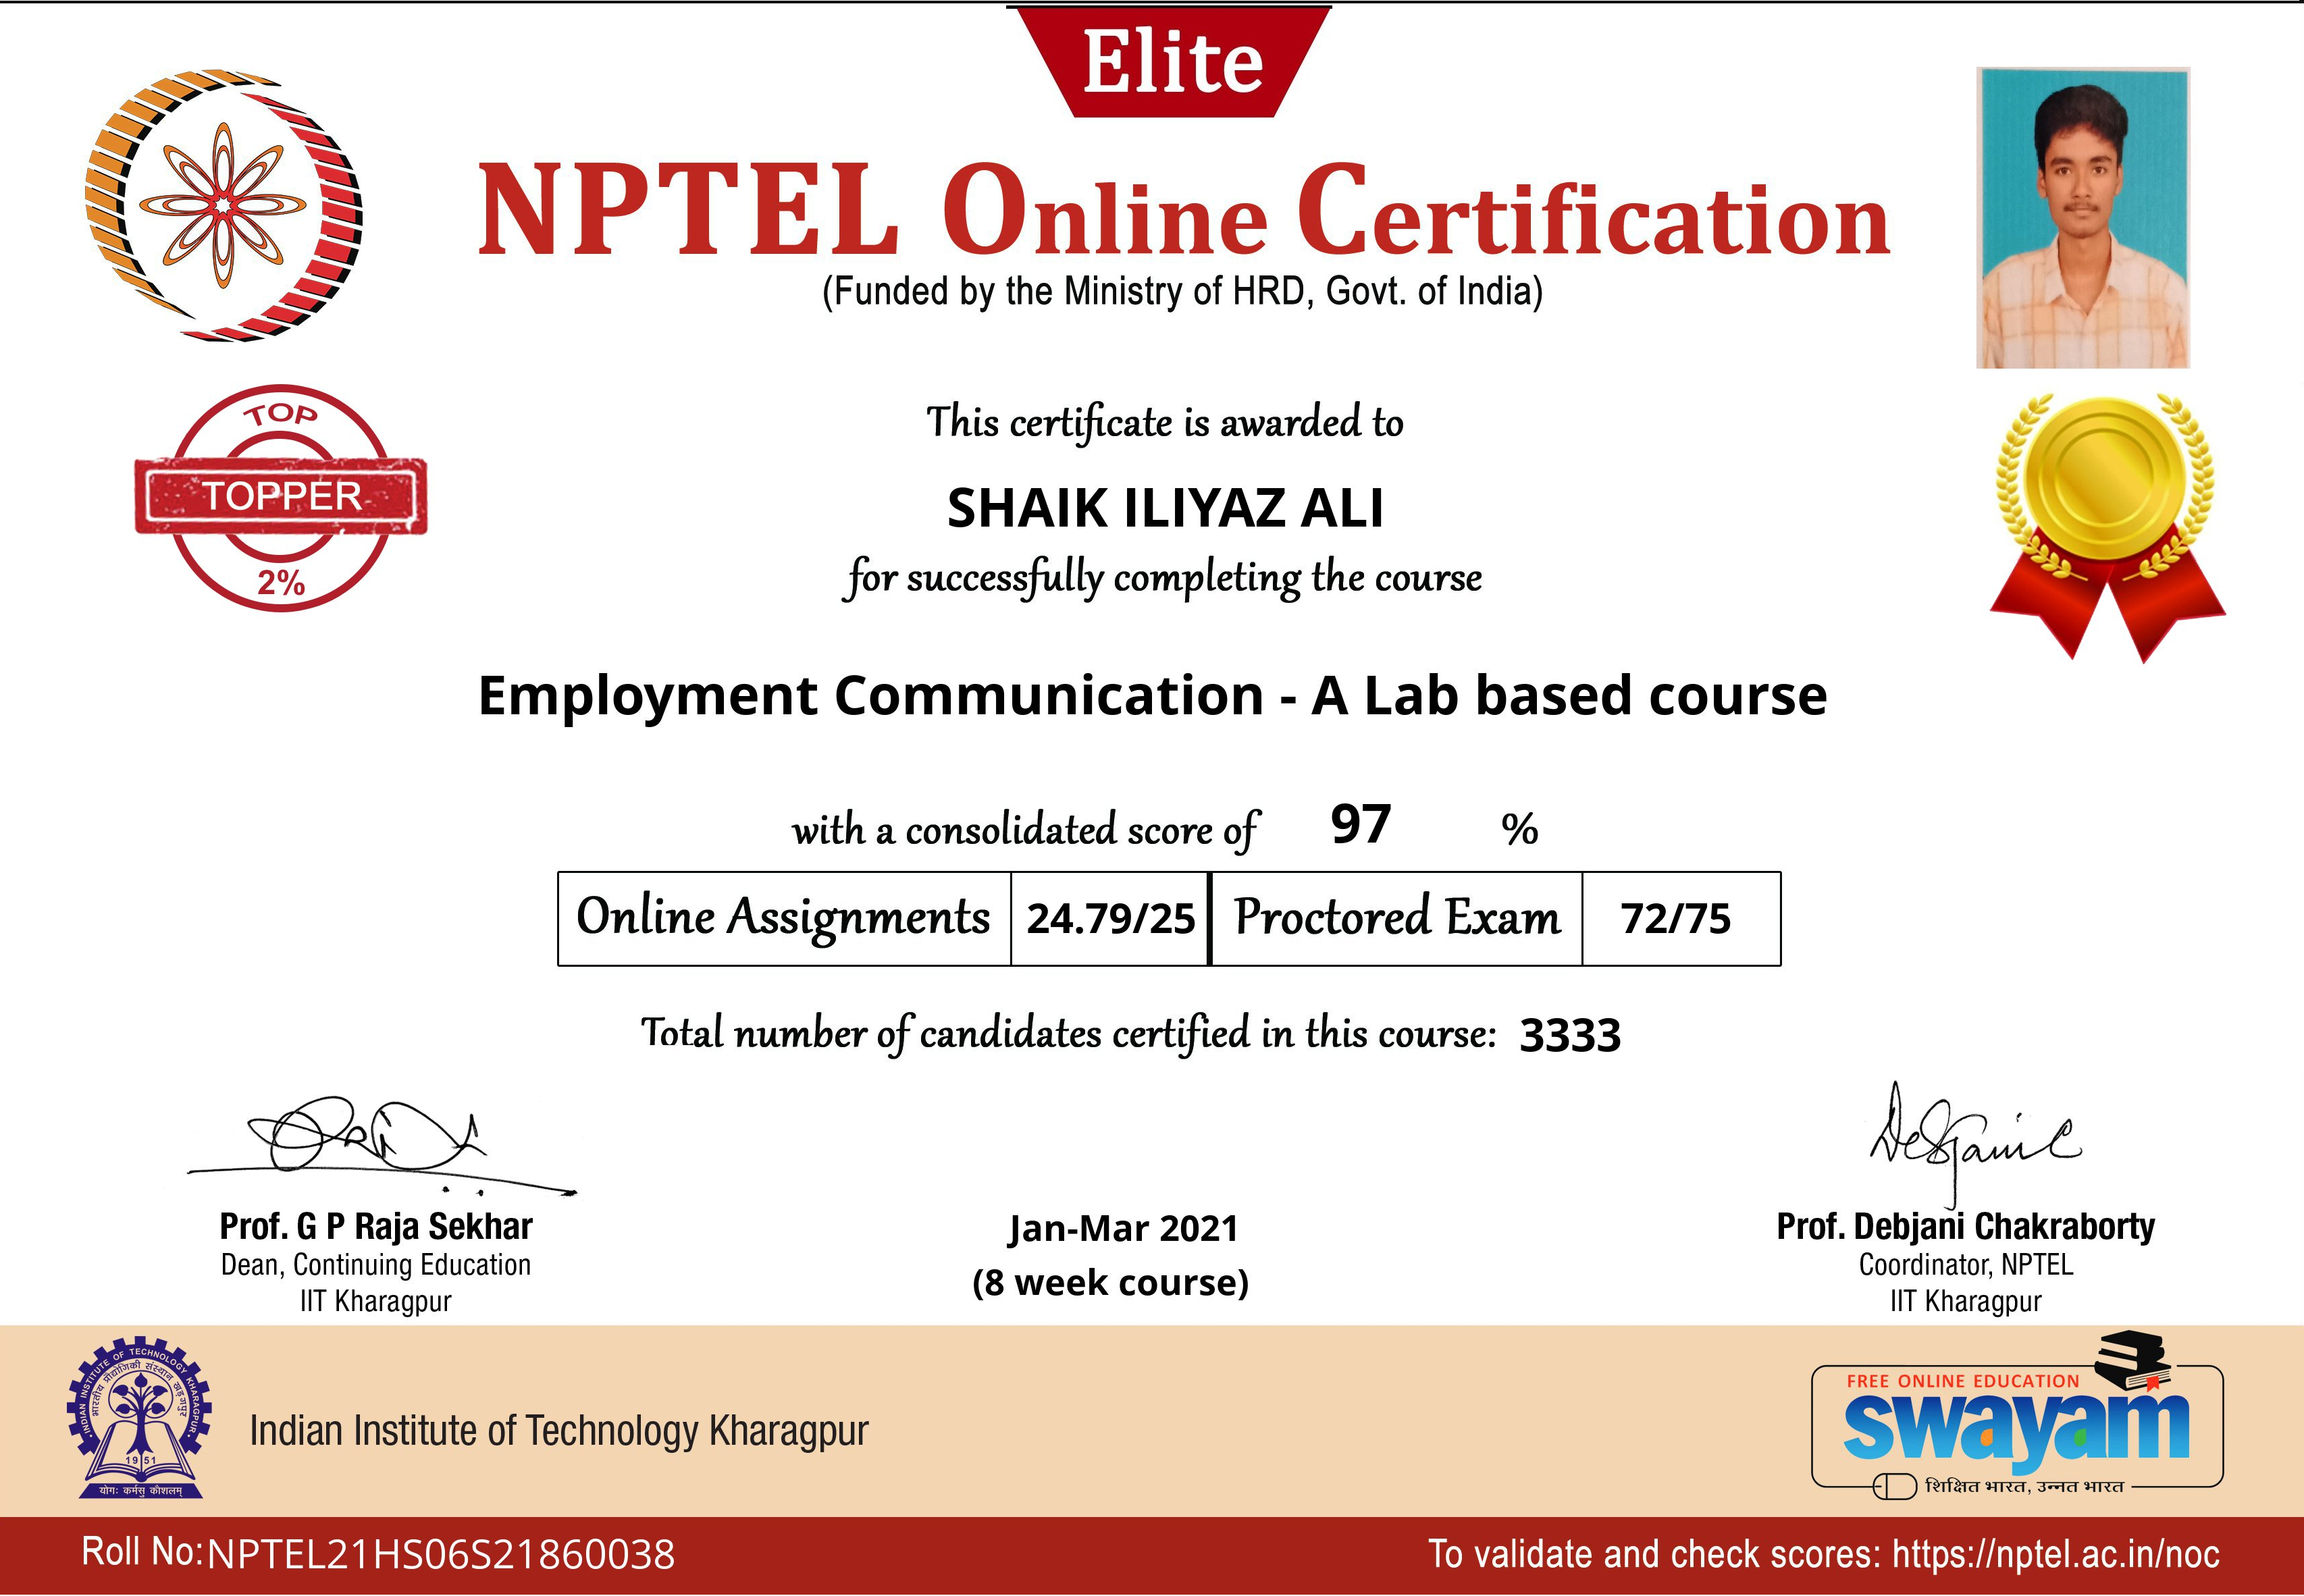 Elite
NPTEL Online Certification
(Funded by the Ministry of HRD, Govt. of India)
TOP
TOPPER
2%
This certificate is awarded to
SHAIK ILIYAZ ALI
for successfully completing the course
Employment Communication - A Lab based course
with a consolidated score of 97 %
Online Assignments 24.79/25 Proctored Exam 72/75
Total number of candidates certified in this course: 3333
Prof. G P Raja Sekhar
Dean, Continuing Education
IIT Kharagpur
Jan-Mar 2021
(8 week course)
Prof. Debjani Chakraborty
Coordinator, NPTEL
IIT Kharagpur
INDIAN INSTITUTE OF TECHNOLOGY KHARAGPUR
भारतीय प्रौद्योगिकी संस्थान खड़गपुर
1951
योगः कर्मसु कौशलम्
Indian Institute of Technology Kharagpur
FREE ONLINE EDUCATION
swayam
शिक्षित भारत, उन्नत भारत
Roll No: NPTEL21HS06S21860038
To validate and check scores: https://nptel.ac.in/noc